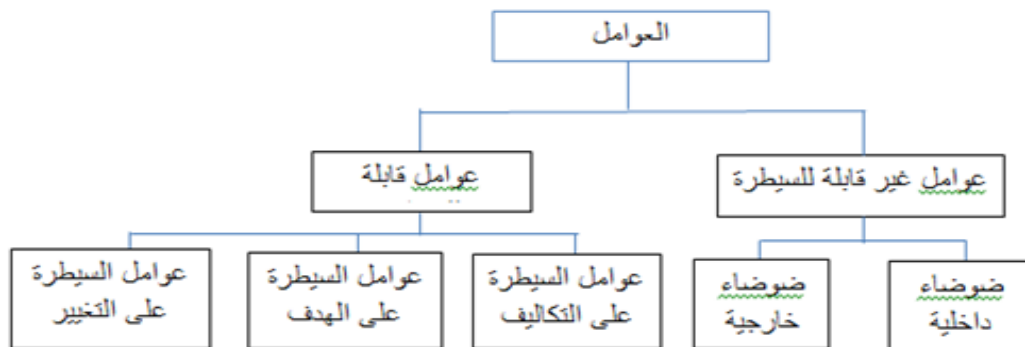 العوامل
عوامل غير قابلة للسيطرة
عوامل قابلة
ضوضاء
داخلية
ضوضاء
خارجية
عوامل السيطرة
على التكاليف
عوامل السيطرة
على الهدف
عوامل السيطرة
على التغيير